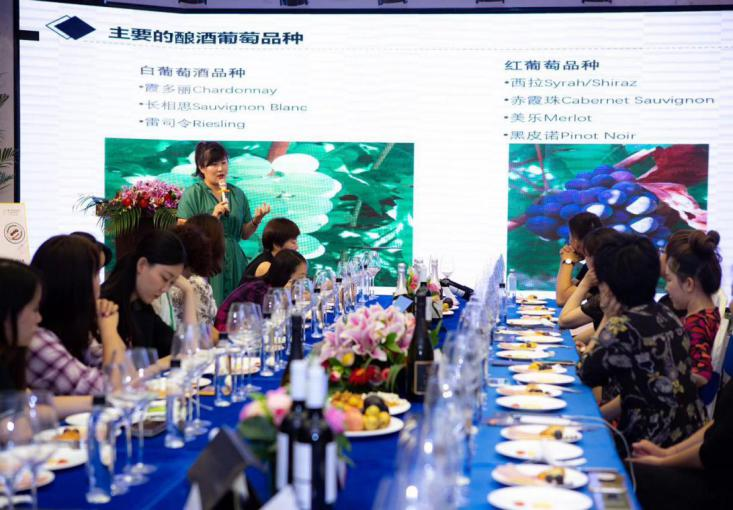 主要的酿酒葡萄品种
白葡萄酒品种
•霞多丽Chardonnay
•长相思Sauvignon Blanc
•雷司令Riesling
红葡萄品种
•西拉Syrah/Shiraz
•赤霞珠Cabernet Sauvignon
•美乐Merlot
•黑皮诺Pinot Noir